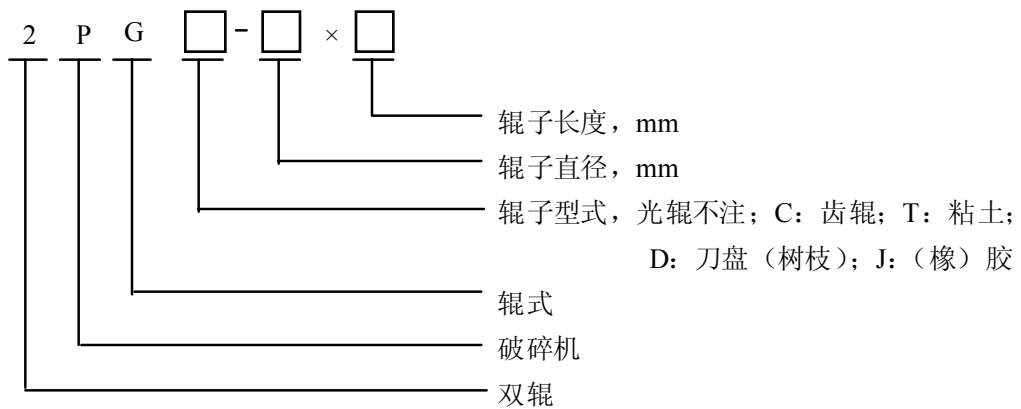 2 P G □-□ ×□
辊子长度，mm
辊子直径，mm
辊子型式，光辊不注；C：齿辊；T：粘土；
D：刀盘（树枝）；J：（橡）胶
辊式
破碎机
双辊